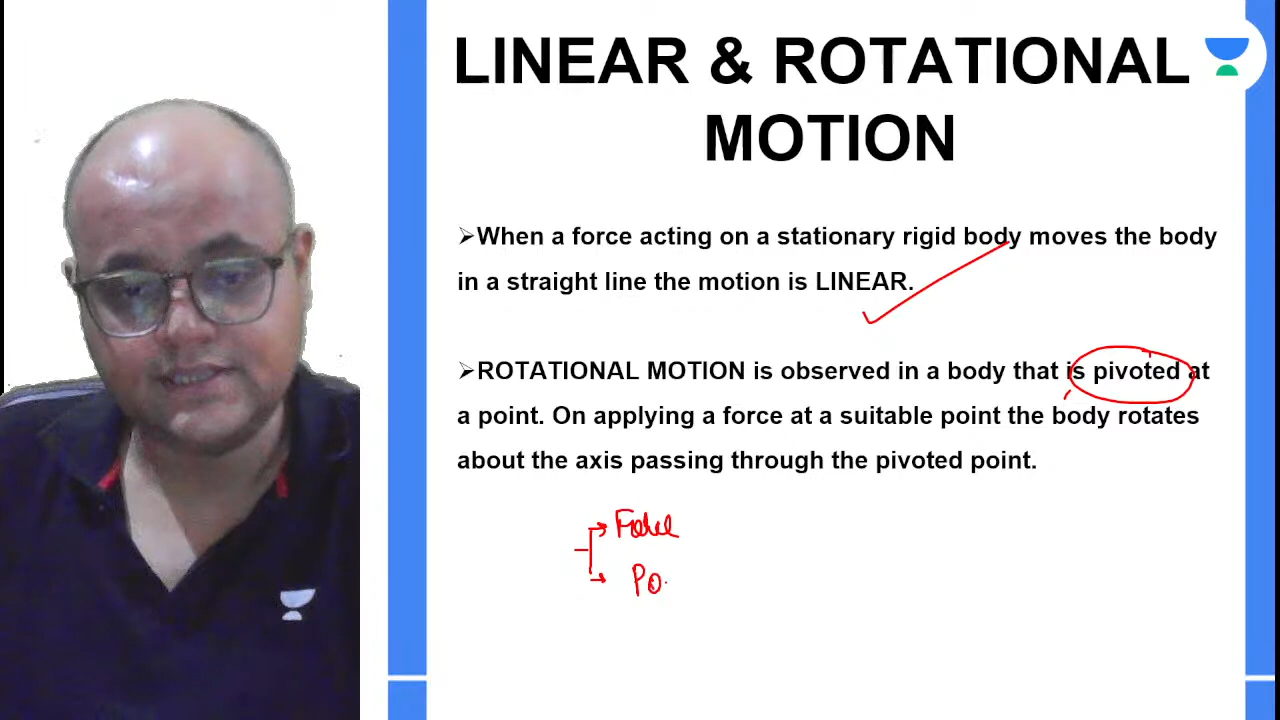 LINEAR & ROTATIONAL
MOTION
➢When a force acting on a stationary rigid body moves the body
in a straight line the motion is LINEAR.
➢ROTATIONAL MOTION is observed in a body that is pivoted at
a point. On applying a force at a suitable point the body rotates
about the axis passing through the pivoted point.
Force
Po